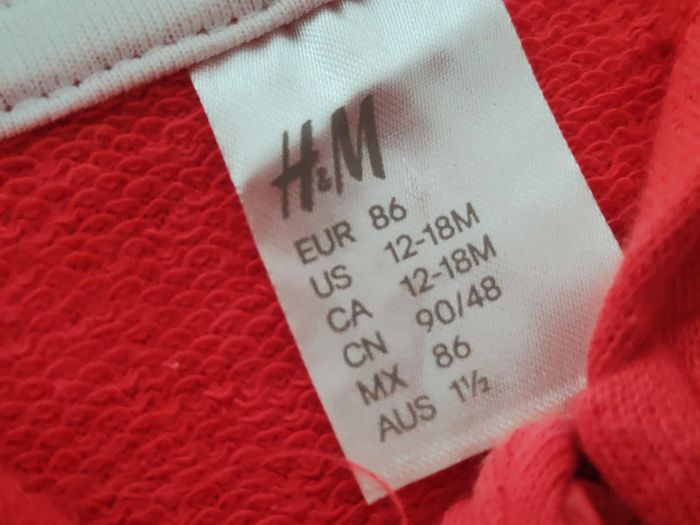 H&M
EUR 86
US 12-18M
CA 12-18M
CN 90/48
MX 86
AUS 1½